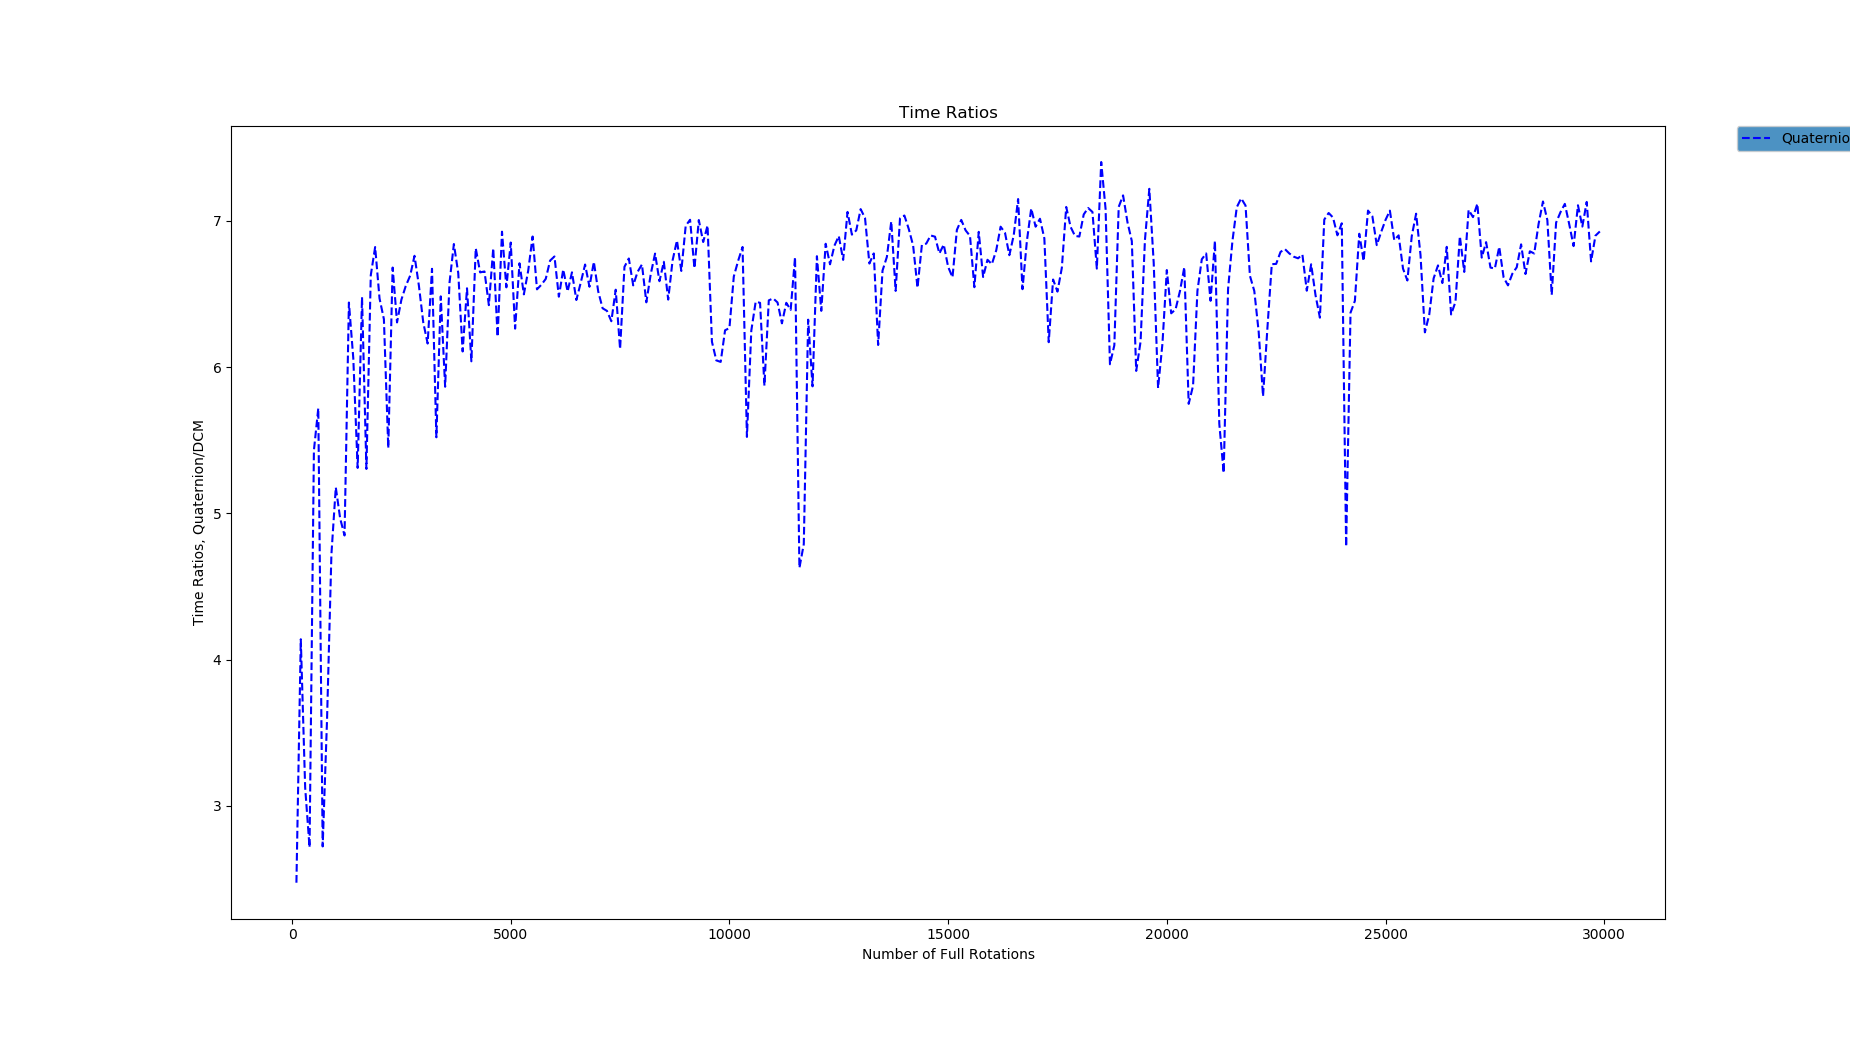 Time Ratios
Quaternio
Time Ratios, Quaternion/DCM
7
6
5
4
3
0 5000 10000 15000 20000 25000 30000
Number of Full Rotations